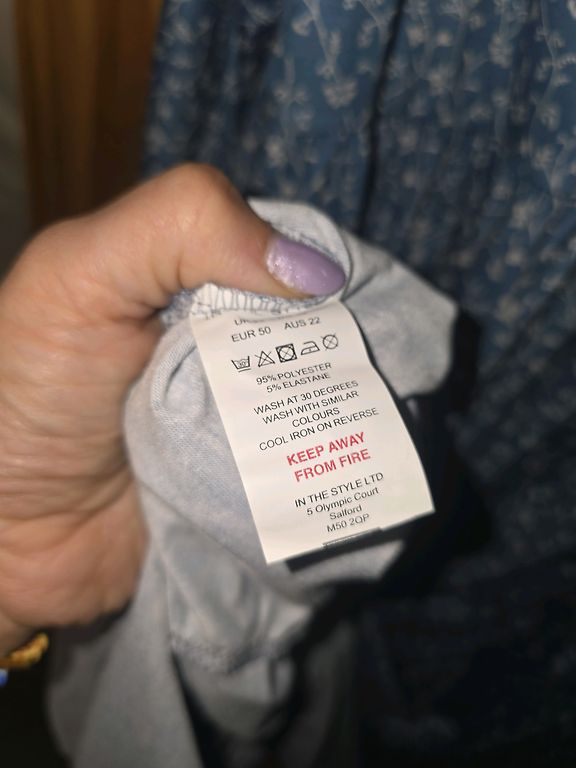 EUR 50 AUS 22
30
95% POLYESTER
5% ELASTANE
WASH AT 30 DEGREES
WASH WITH SIMILAR
COLOURS
COOL IRON ON REVERSE
KEEP AWAY
FROM FIRE
IN THE STYLE LTD
5 Olympic Court
Salford
M50 2QP